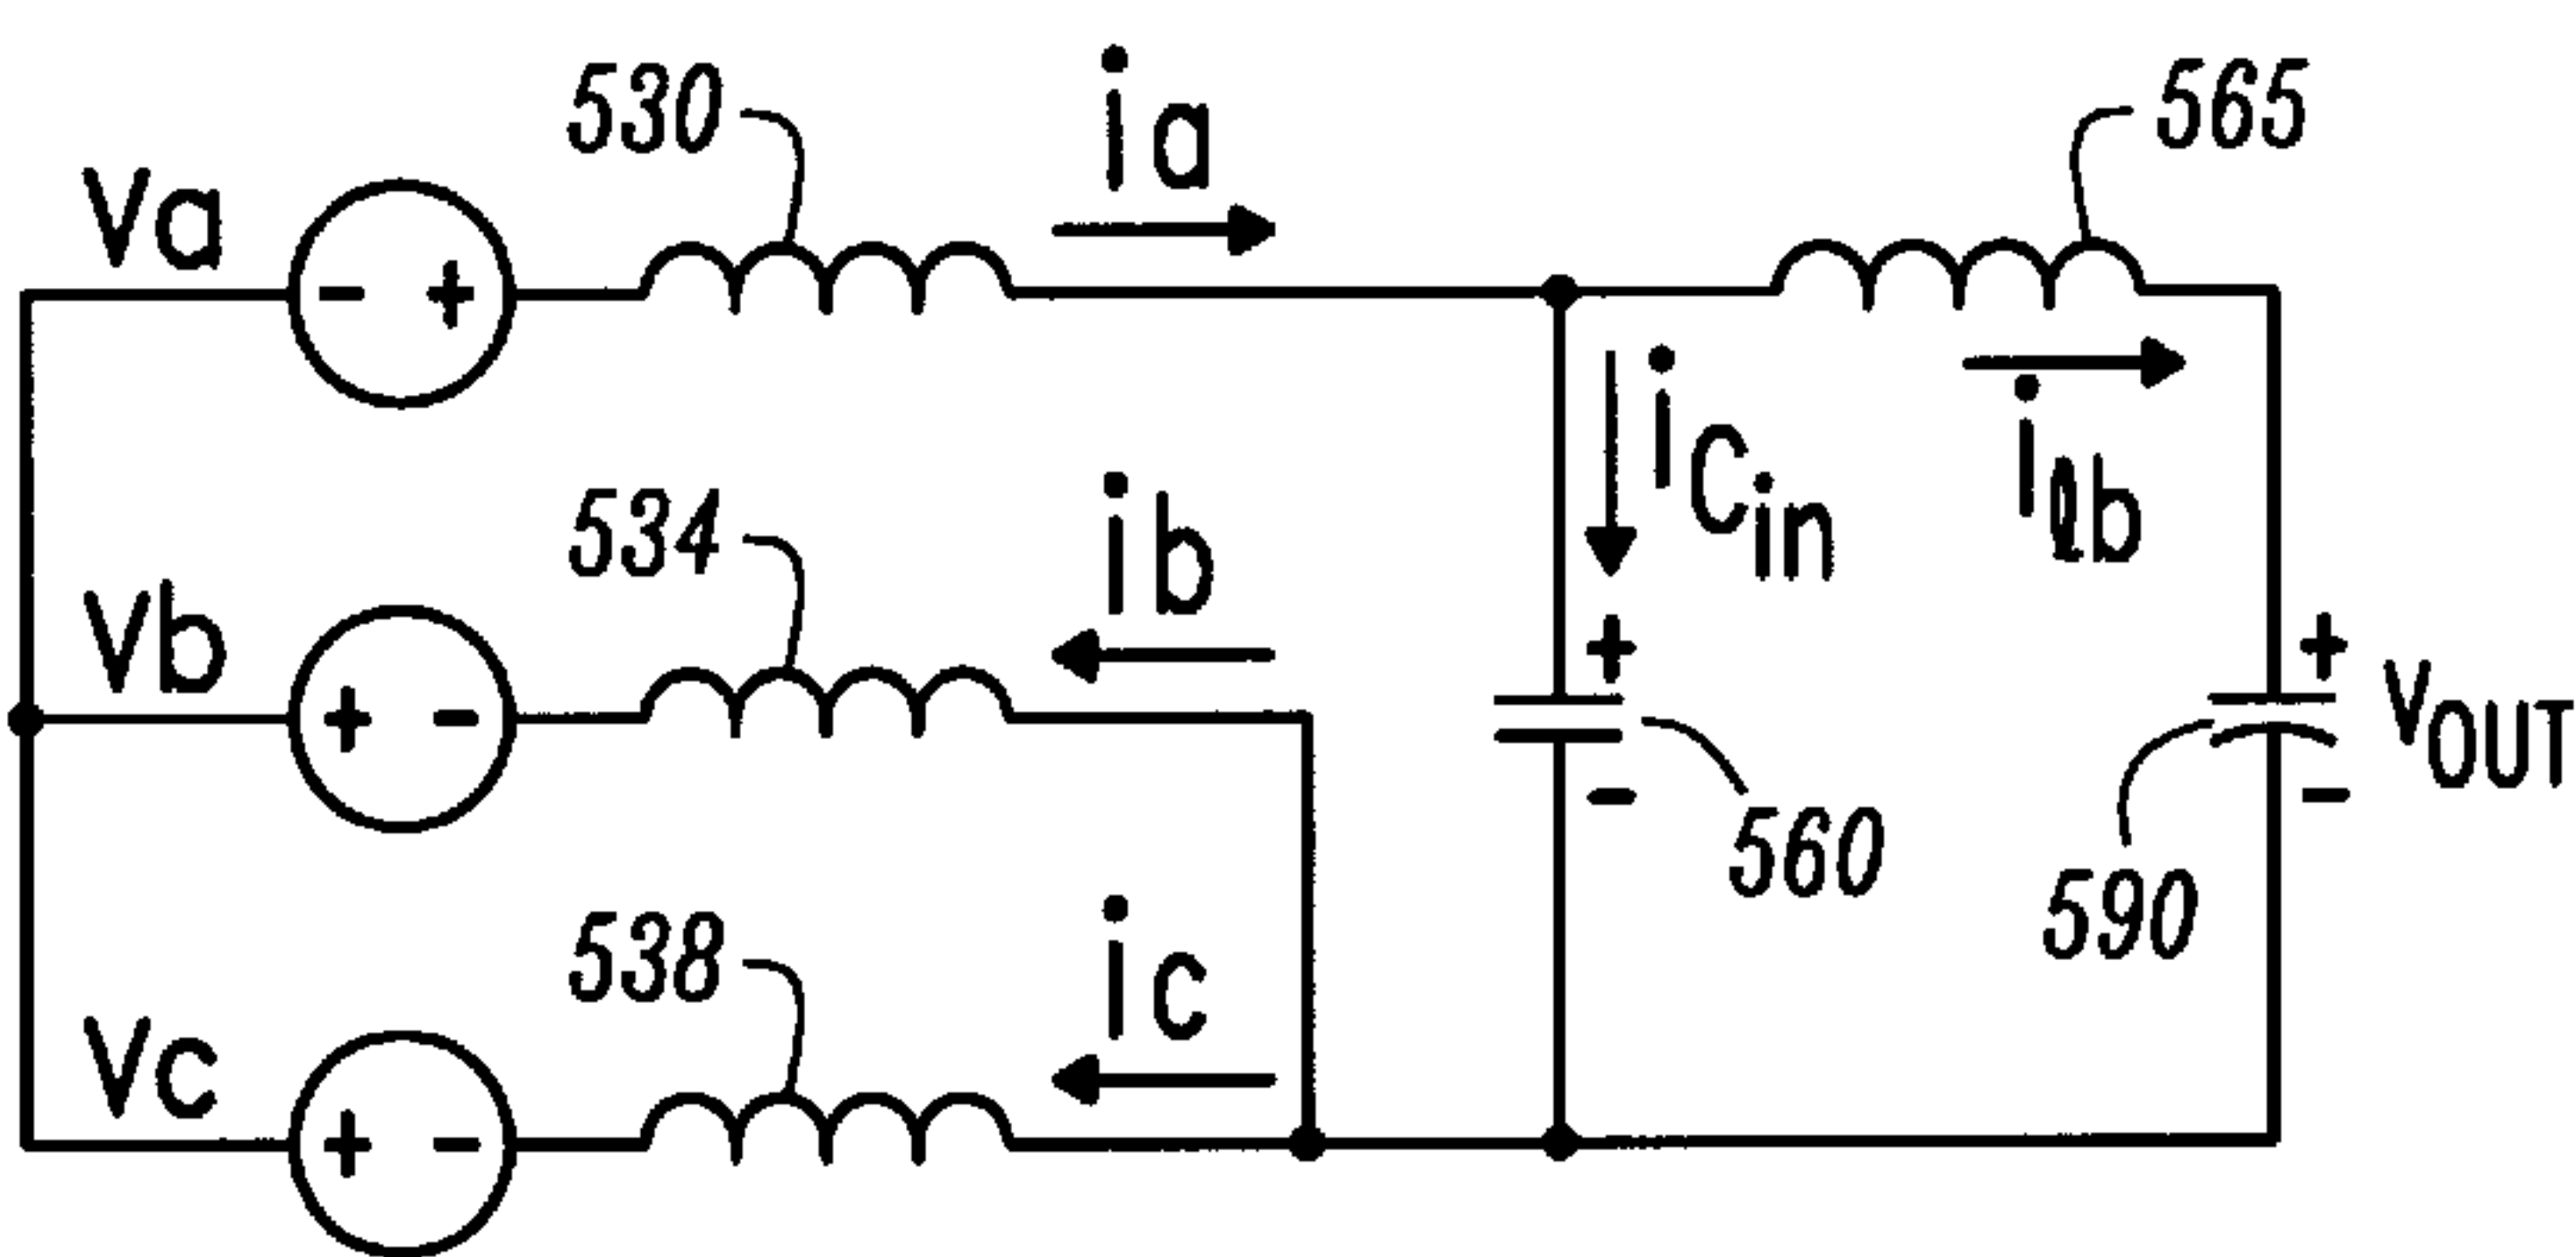 530
ia
565
Va
- +
iCin
ilb
534
ib
Vb
+ -
+
-
560
+
-
VOUT
590
538
ic
Vc
+ -